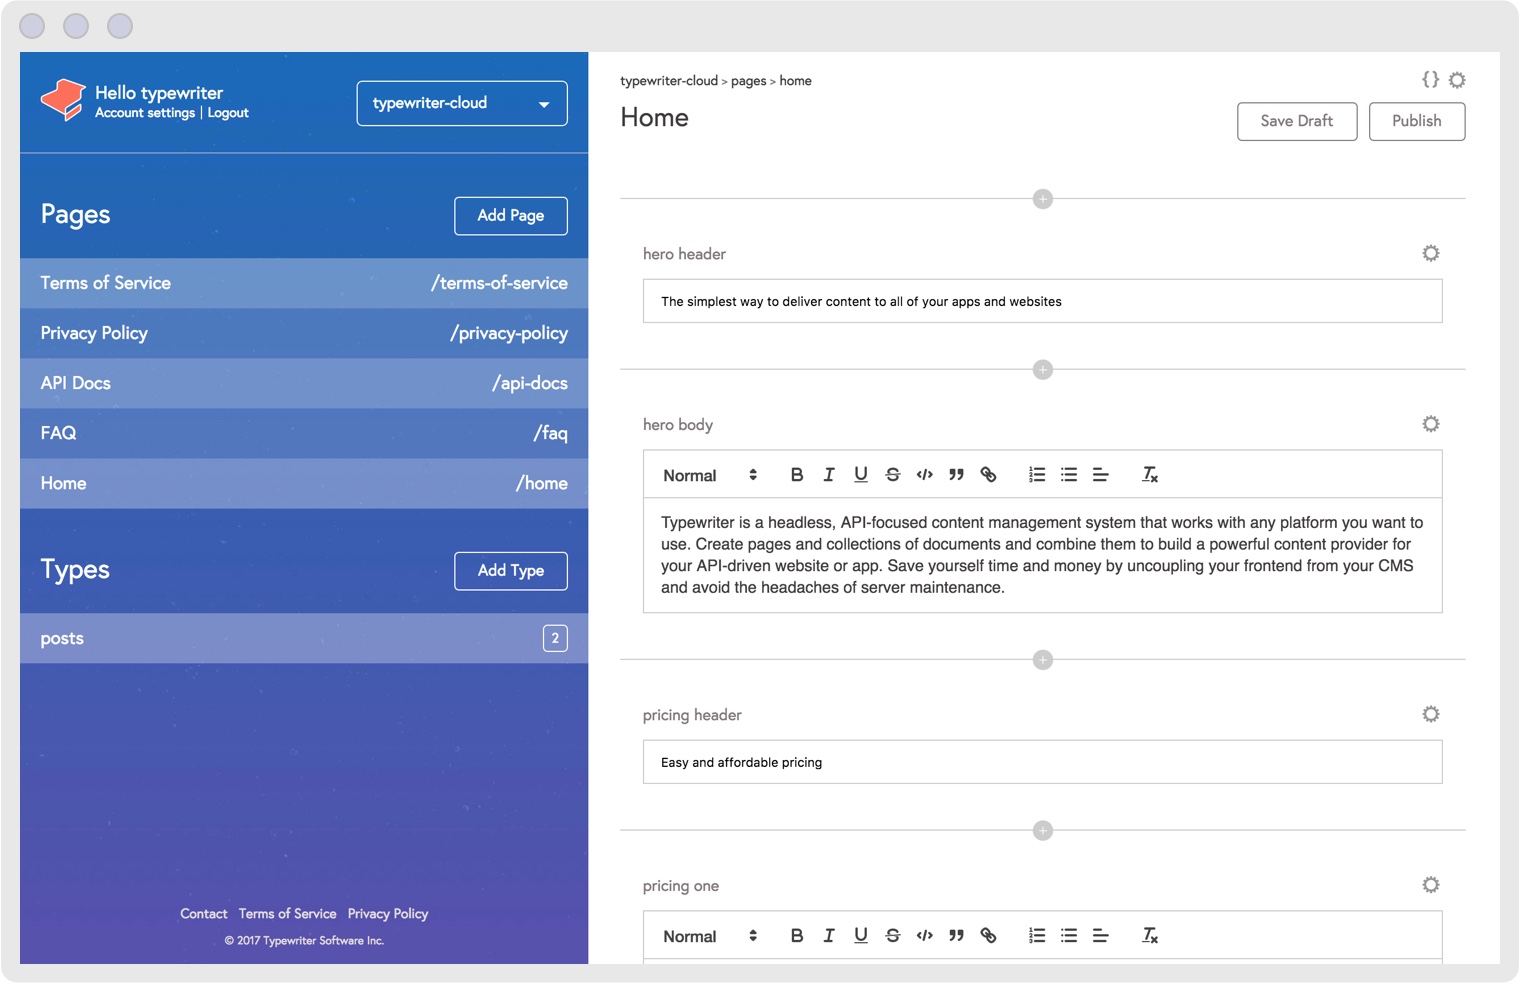 Hello typewriter
Account settings | Logout
typewriter-cloud
Pages
Add Page
Terms of Service /terms-of-service
Privacy Policy /privacy-policy
API Docs /api-docs
FAQ /faq
Home /home
Types
Add Type
posts 2
Contact Terms of Service Privacy Policy
© 2017 Typewriter Software Inc.
typewriter-cloud > pages > home
{}
Home
Save Draft Publish
hero header
The simplest way to deliver content to all of your apps and websites
hero body
Normal B I U S </> ” Tx
Typewriter is a headless, API-focused content management system that works with any platform you want to
use. Create pages and collections of documents and combine them to build a powerful content provider for
your API-driven website or app. Save yourself time and money by uncoupling your frontend from your CMS
and avoid the headaches of server maintenance.
pricing header
Easy and affordable pricing
pricing one
Normal B I U S </> ” Tx